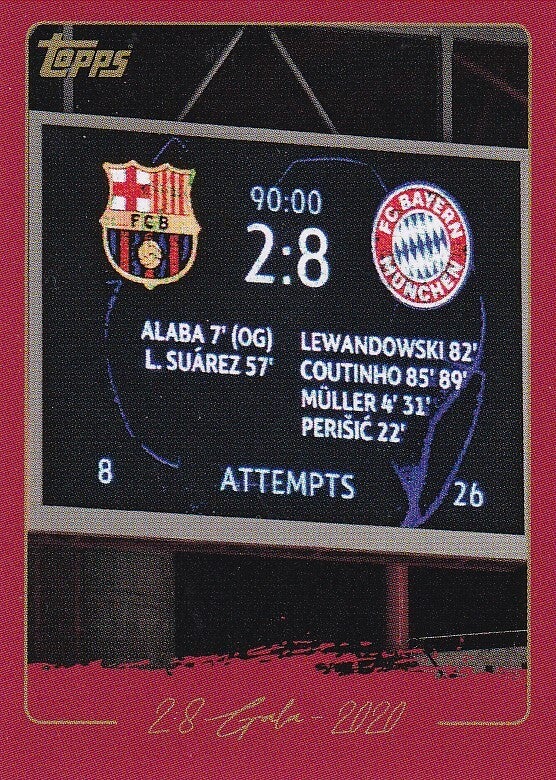 Topps
90:00
2:8
FCB
FC BAYERN
MÜNCHEN
ALABA 7' (OG)
L. SUÁREZ 57'
LEWANDOWSKI 82'
COUTINHO 85' 89'
MÜLLER 4' 31'
PERIŠIĆ 22'
8 ATTEMPTS 26
2:8 Gala - 2020